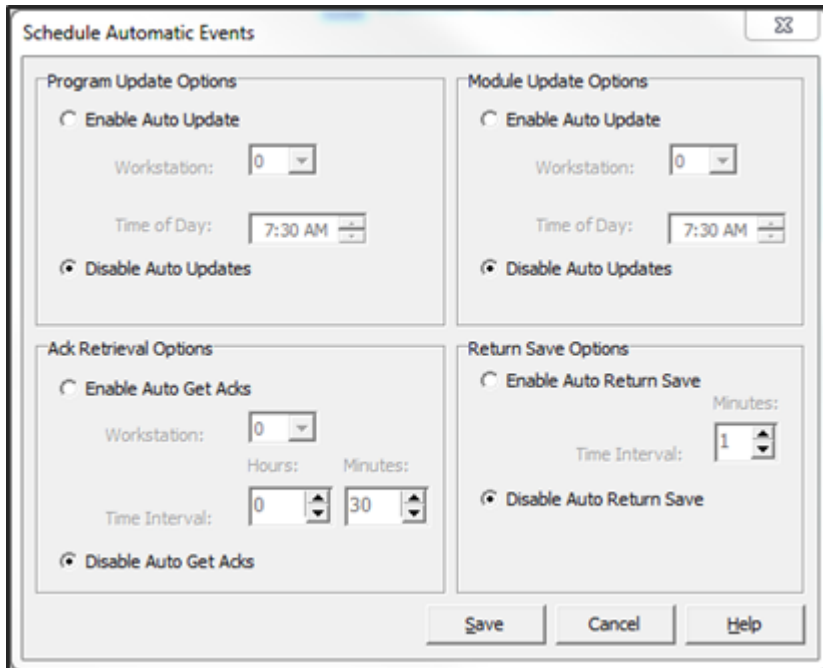 Schedule Automatic Events
Program Update Options
Enable Auto Update
Workstation: 0
Time of Day: 7:30 AM
Disable Auto Updates
Module Update Options
Enable Auto Update
Workstation: 0
Time of Day: 7:30 AM
Disable Auto Updates
Ack Retrieval Options
Enable Auto Get Acks
Workstation: 0
Hours: Minutes:
Time Interval: 0 30
Disable Auto Get Acks
Return Save Options
Enable Auto Return Save
Minutes:
Time Interval: 1
Disable Auto Return Save
Save Cancel Help